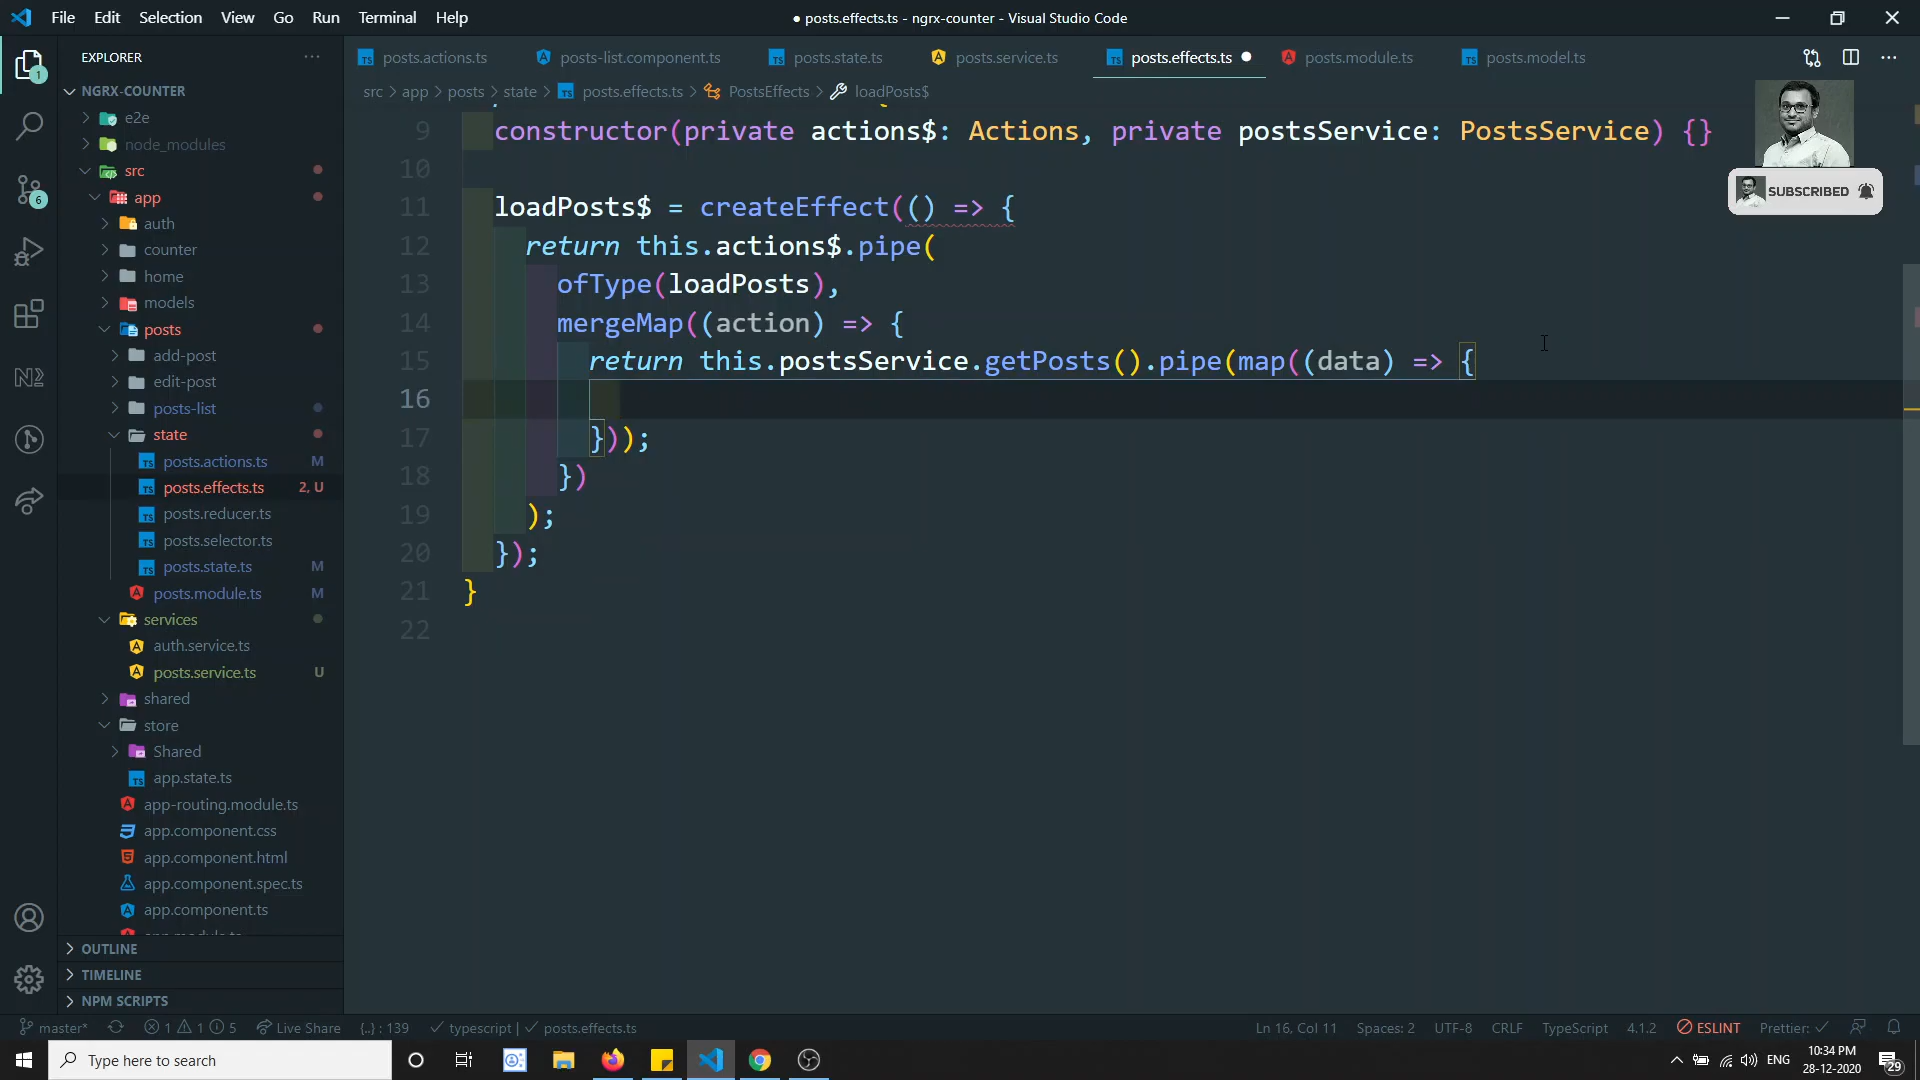 File Edit Selection View Go Run Terminal Help
● posts.effects.ts - ngrx-counter - Visual Studio Code
EXPLORER
posts.actions.ts posts-list.component.ts posts.state.ts posts.service.ts posts.effects.ts ● posts.module.ts posts.model.ts
src > app > posts > state > posts.effects.ts > PostsEffects > loadPosts$
NGRX-COUNTER
e2e
node_modules
src
app
auth
counter
home
models
posts
add-post
edit-post
posts-list
state
posts.actions.ts M
posts.effects.ts 2, U
posts.reducer.ts
posts.selector.ts
posts.state.ts M
posts.module.ts M
services
auth.service.ts
posts.service.ts U
shared
store
Shared
app.state.ts
app-routing.module.ts
app.component.css
app.component.html
app.component.spec.ts
app.component.ts
OUTLINE
TIMELINE
NPM SCRIPTS
1
6
9 constructor(private actions$: Actions, private postsService: PostsService) {}
10
11 loadPosts$ = createEffect(() => {
12 return this.actions$.pipe(
13 ofType(loadPosts),
14 mergeMap((action) => {
15 return this.postsService.getPosts().pipe(map((data) => {
16
17 }));
18 })
19 );
20 });
21 }
22
SUBSCRIBED
master* 1 1 5 Live Share {..} : 139 ✓ typescript | ✓ posts.effects.ts
Ln 16, Col 11 Spaces: 2 UTF-8 CRLF TypeScript 4.1.2 ESLINT Prettier: ✓
Type here to search
ENG
10:34 PM
28-12-2020
29